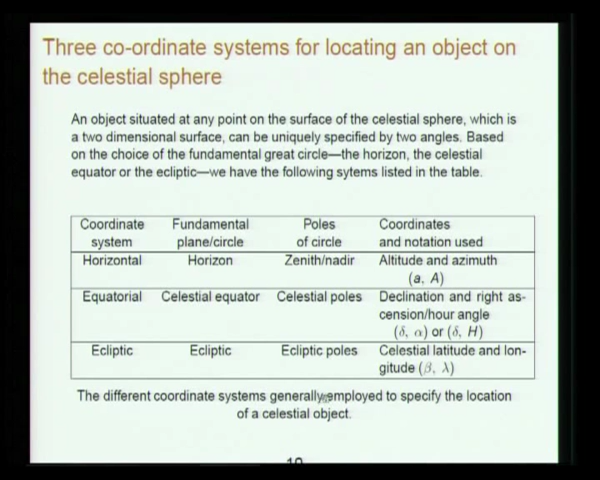 Three co-ordinate systems for locating an object on
the celestial sphere
An object situated at any point on the surface of the celestial sphere, which is
a two dimensional surface, can be uniquely specified by two angles. Based
on the choice of the fundamental great circle—the horizon, the celestial
equator or the ecliptic—we have the following sytems listed in the table.
Coordinate Fundamental Poles Coordinates
system plane/circle of circle and notation used
Horizontal Horizon Zenith/nadir Altitude and azimuth
(a, A)
Equatorial Celestial equator Celestial poles Declination and right as-
cension/hour angle
(δ, α) or (δ, H)
Ecliptic Ecliptic Ecliptic poles Celestial latitude and lon-
gitude (β, λ)
The different coordinate systems generally employed to specify the location
of a celestial object.